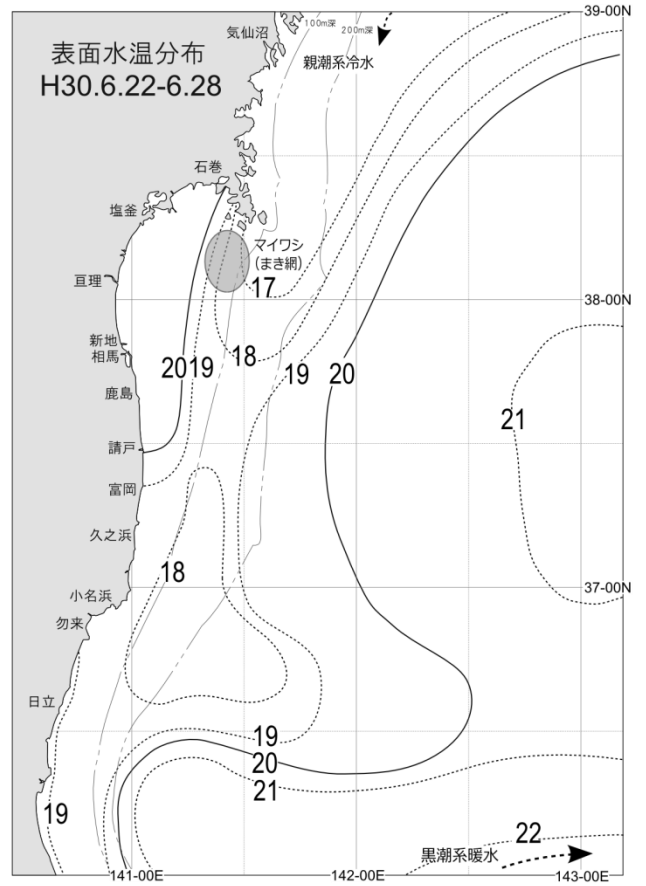 39-00N
気仙沼
100m深
200m深
表面水温分布
H30.6.22-6.28
親潮系冷水
石巻
塩釜
マイワシ
(まき網)
亘理
17
38-00N
新地
相馬
18
20
19
19
20
鹿島
21
請戸
富岡
久之浜
18
37-00N
小名浜
勿来
日立
19
20
21
19
22
黒潮系暖水
141-00E
142-00E
143-00E